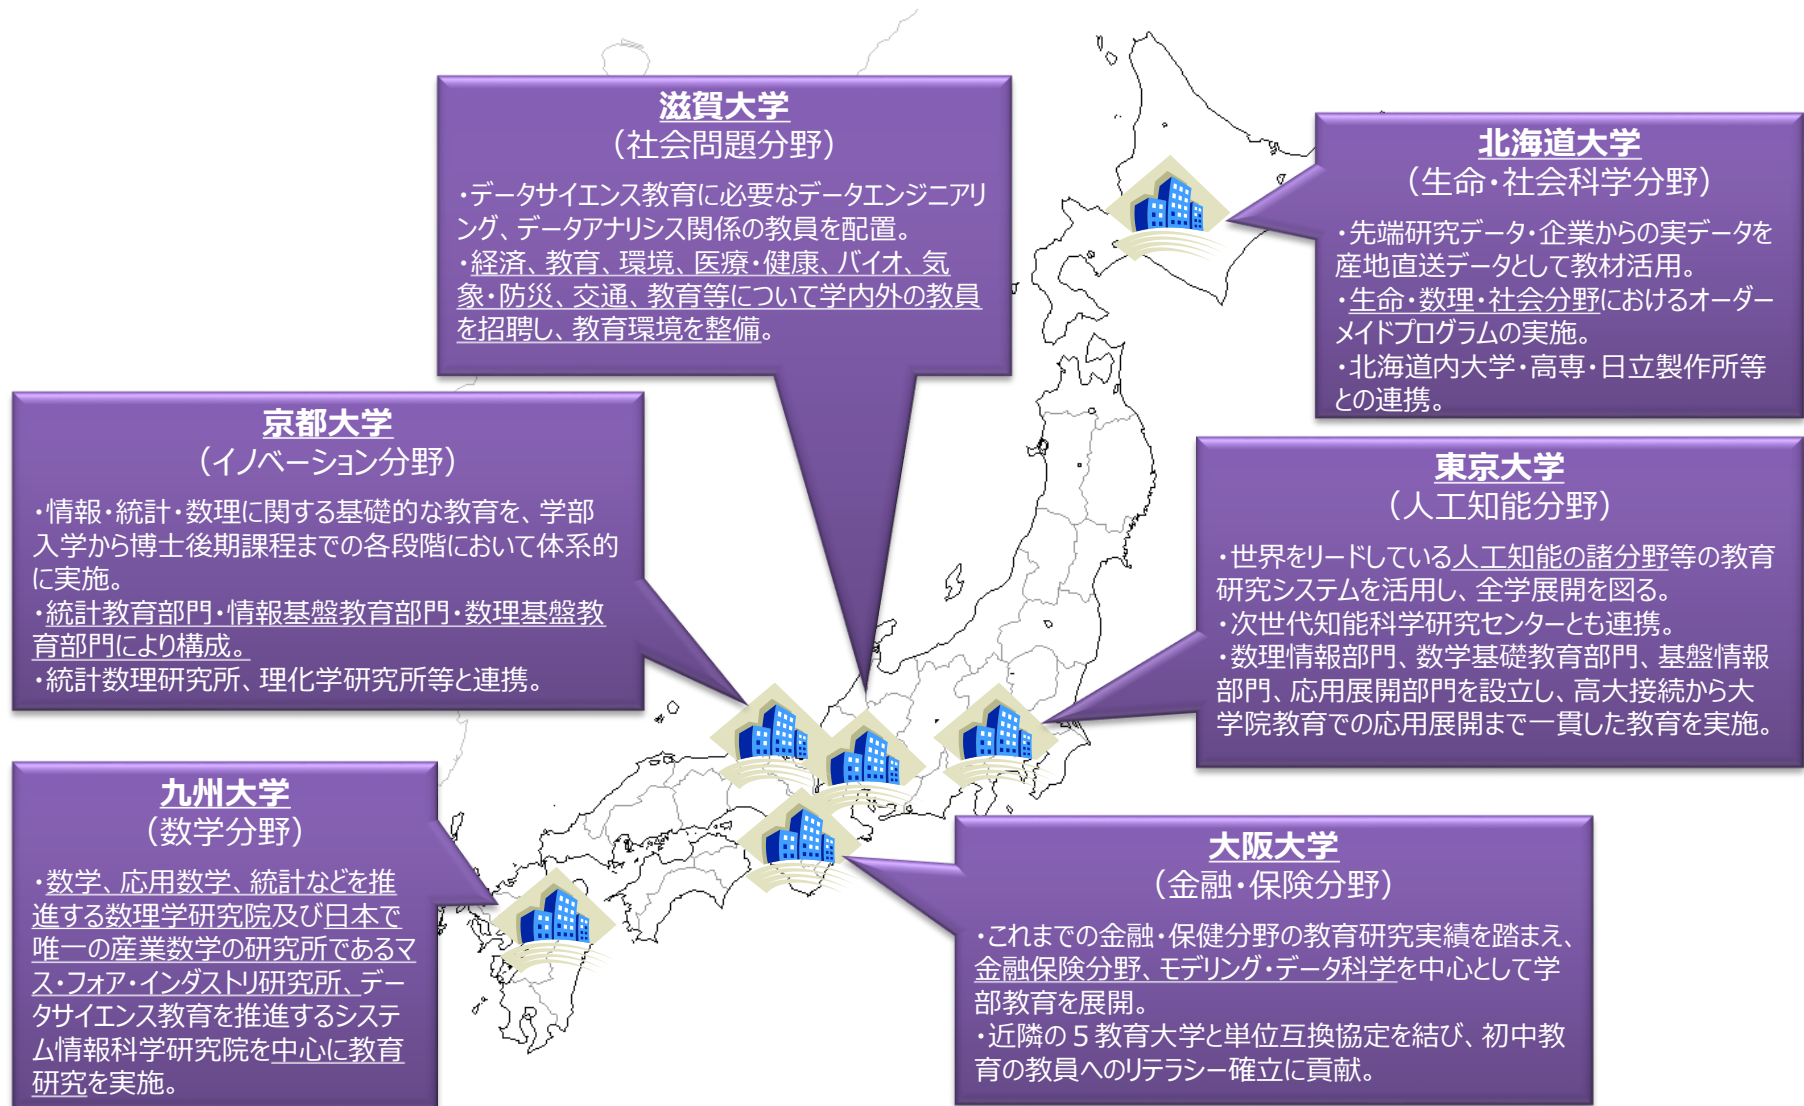 滋賀大学
（社会問題分野）
・データサイエンス教育に必要なデータエンジニアリ
ング、データアナリシス関係の教員を配置。
・経済、教育、環境、医療・健康、バイオ、気
象・防災、交通、教育等について学内外の教員
を招聘し、教育環境を整備。
北海道大学
（生命・社会科学分野）
・先端研究データ・企業からの実データを
産地直送データとして教材活用。
・生命・数理・社会分野におけるオーダー
メイドプログラムの実施。
・北海道内大学・高専・日立製作所等
との連携。
京都大学
（イノベーション分野）
・情報・統計・数理に関する基礎的な教育を、学部
入学から博士後期課程までの各段階において体系的
に実施。
・統計教育部門・情報基盤教育部門・数理基盤教
育部門により構成。
・統計数理研究所、理化学研究所等と連携。
東京大学
（人工知能分野）
・世界をリードしている人工知能の諸分野等の教育
研究システムを活用し、全学展開を図る。
・次世代知能科学研究センターとも連携。
・数理情報部門、数学基礎教育部門、基盤情報
部門、応用展開部門を設立し、高大接続から大
学院教育での応用展開まで一貫した教育を実施。
九州大学
（数学分野）
・数学、応用数学、統計などを推
進する数理学研究院及び日本で
唯一の産業数学の研究所であるマ
ス・フォア・インダストリ研究所、デー
タサイエンス教育を推進するシステ
ム情報科学研究院を中心に教育
研究を実施。
大阪大学
（金融・保険分野）
・これまでの金融・保健分野の教育研究実績を踏まえ、
金融保険分野、モデリング・データ科学を中心として学
部教育を展開。
・近隣の５教育大学と単位互換協定を結び、初中教
育の教員へのリテラシー確立に貢献。